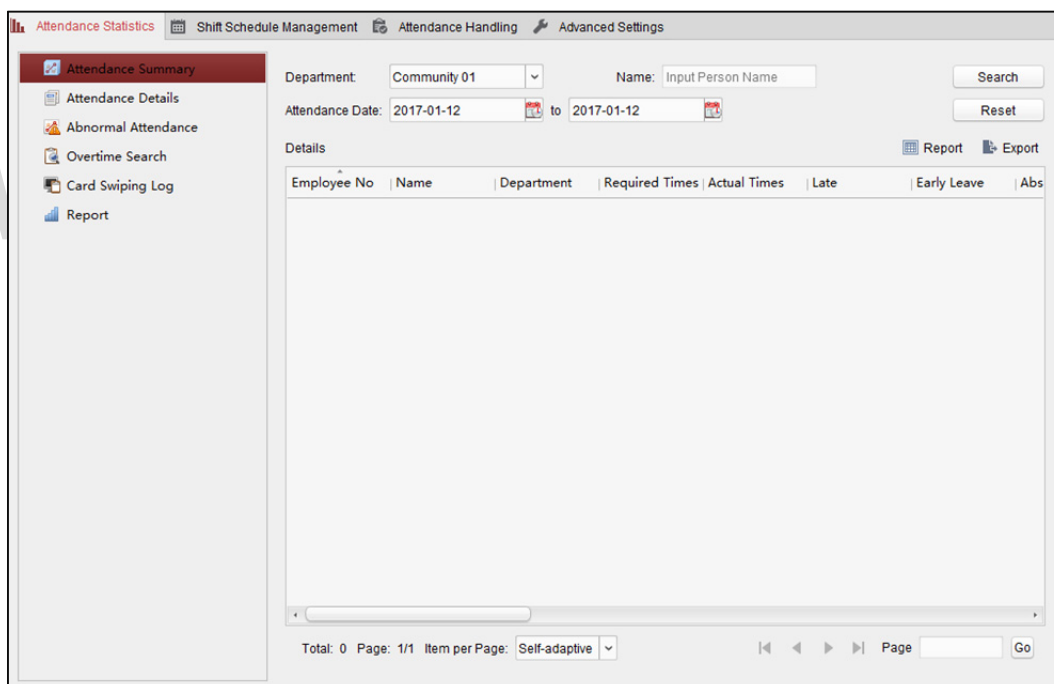 Attendance Statistics Shift Schedule Management Attendance Handling Advanced Settings
Attendance Summary
Attendance Details
Abnormal Attendance
Overtime Search
Card Swiping Log
Report
Department: Community 01 Name: Input Person Name Search
Attendance Date: 2017-01-12 to 2017-01-12 Reset
Details Report Export
Employee No Name Department Required Times Actual Times Late Early Leave Abs
Total: 0 Page: 1/1 Item per Page: Self-adaptive Page Go